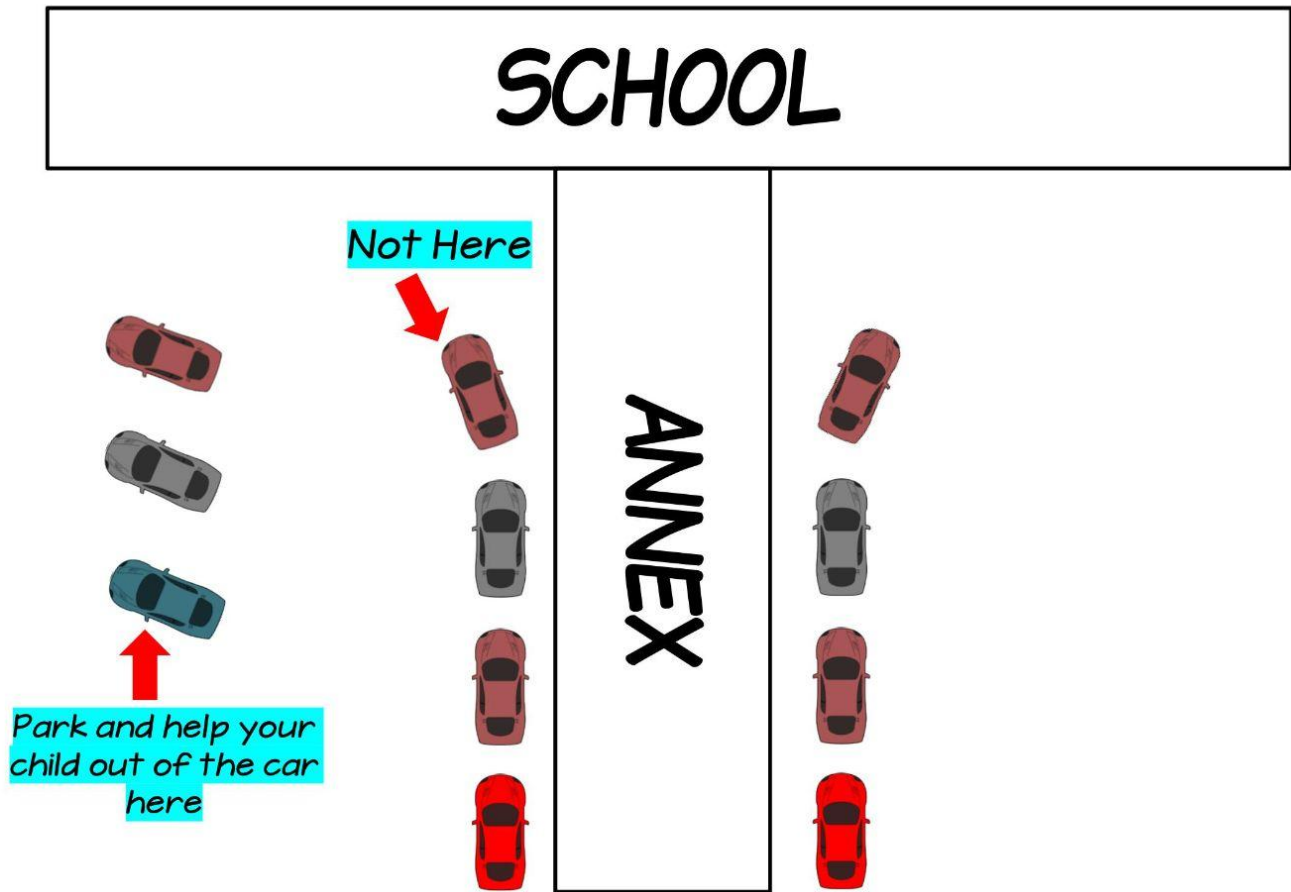 SCHOOL
Not Here
ANNEX
Park and help your
child out of the car
here